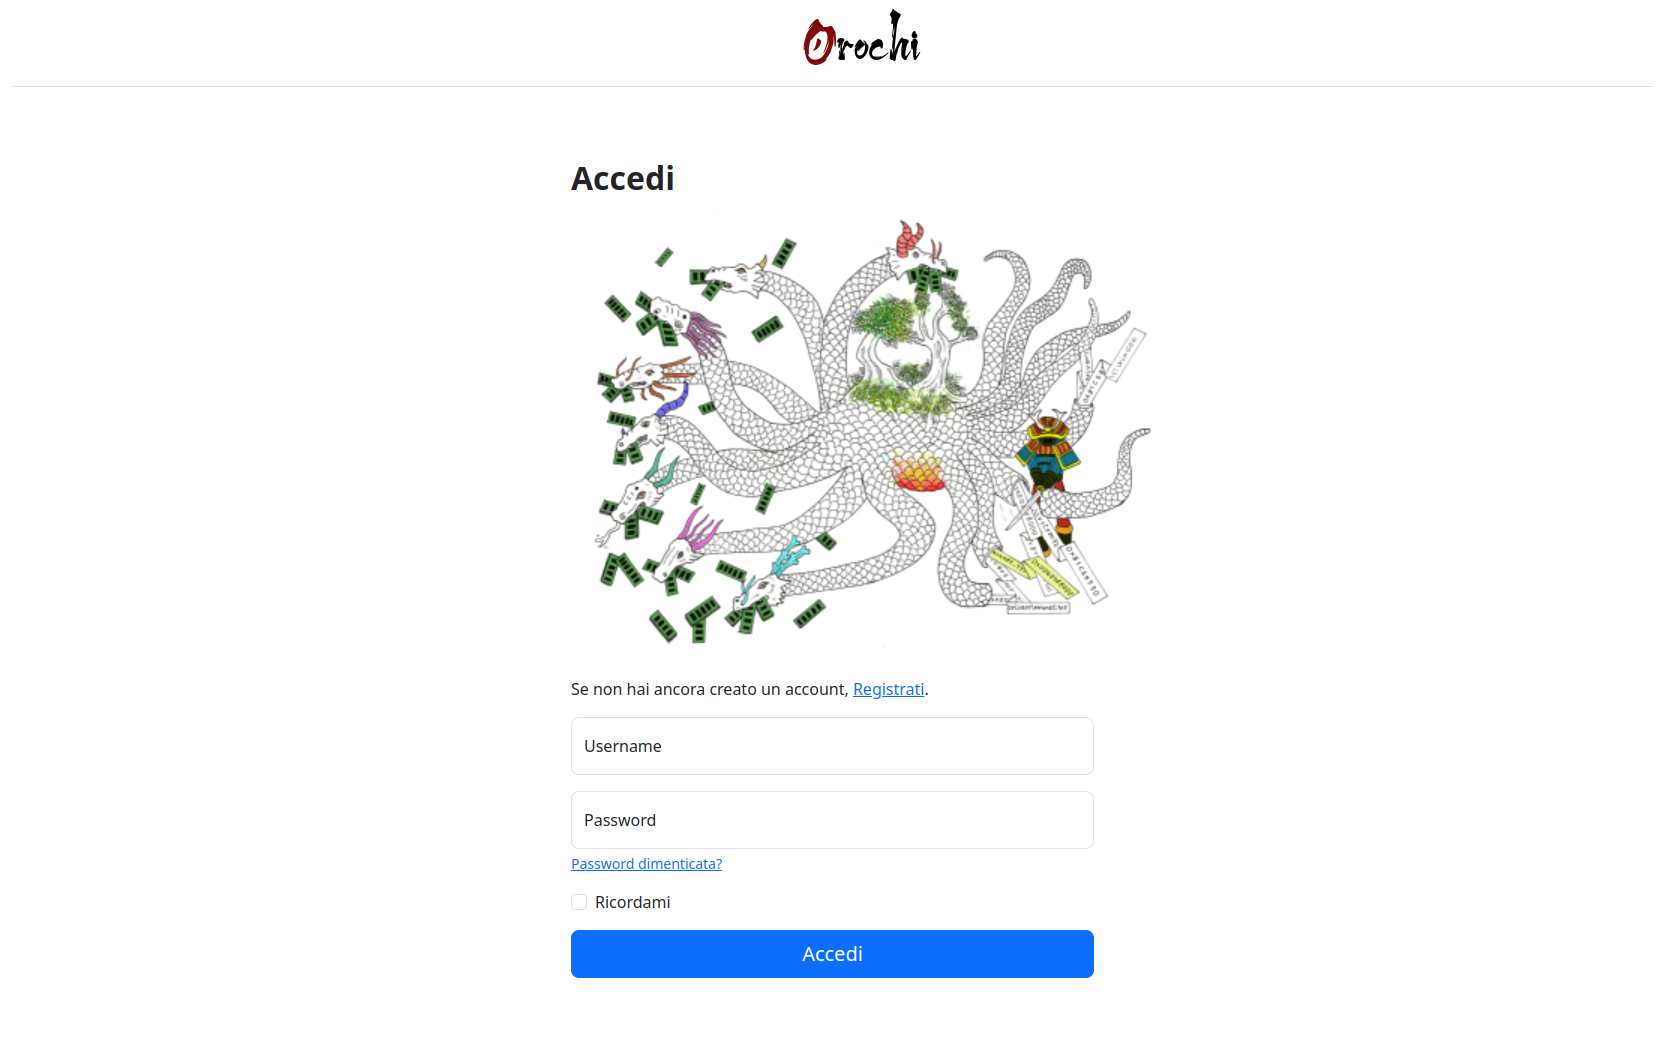 Orochi
Accedi
Se non hai ancora creato un account, Registrati.
Username
Password
Password dimenticata?
Ricordami
Accedi